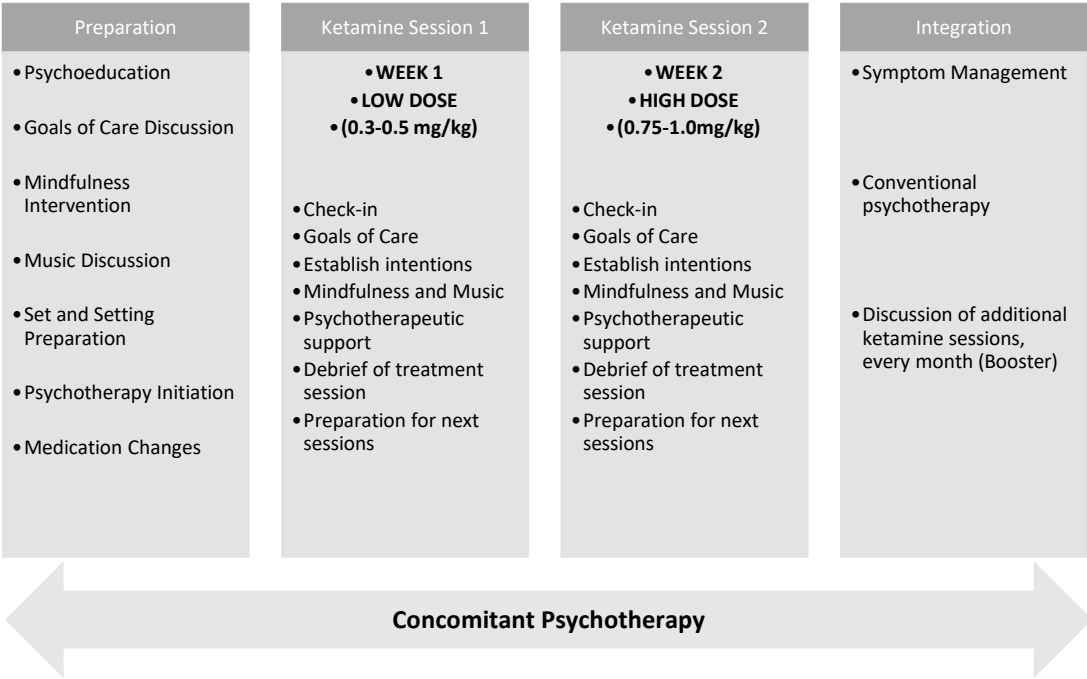 Preparation
•Psychoeducation
•Goals of Care Discussion
•Mindfulness
Intervention
•Music Discussion
•Set and Setting
Preparation
•Psychotherapy Initiation
•Medication Changes
Ketamine Session 1
•WEEK 1
•LOW DOSE
•(0.3-0.5 mg/kg)
•Check-in
•Goals of Care
•Establish intentions
•Mindfulness and Music
•Psychotherapeutic
support
•Debrief of treatment
session
•Preparation for next
sessions
Ketamine Session 2
•WEEK 2
•HIGH DOSE
•(0.75-1.0mg/kg)
•Check-in
•Goals of Care
•Establish intentions
•Mindfulness and Music
•Psychotherapeutic
support
•Debrief of treatment
session
•Preparation for next
sessions
Integration
•Symptom Management
•Conventional
psychotherapy
•Discussion of additional
ketamine sessions,
every month (Booster)
Concomitant Psychotherapy